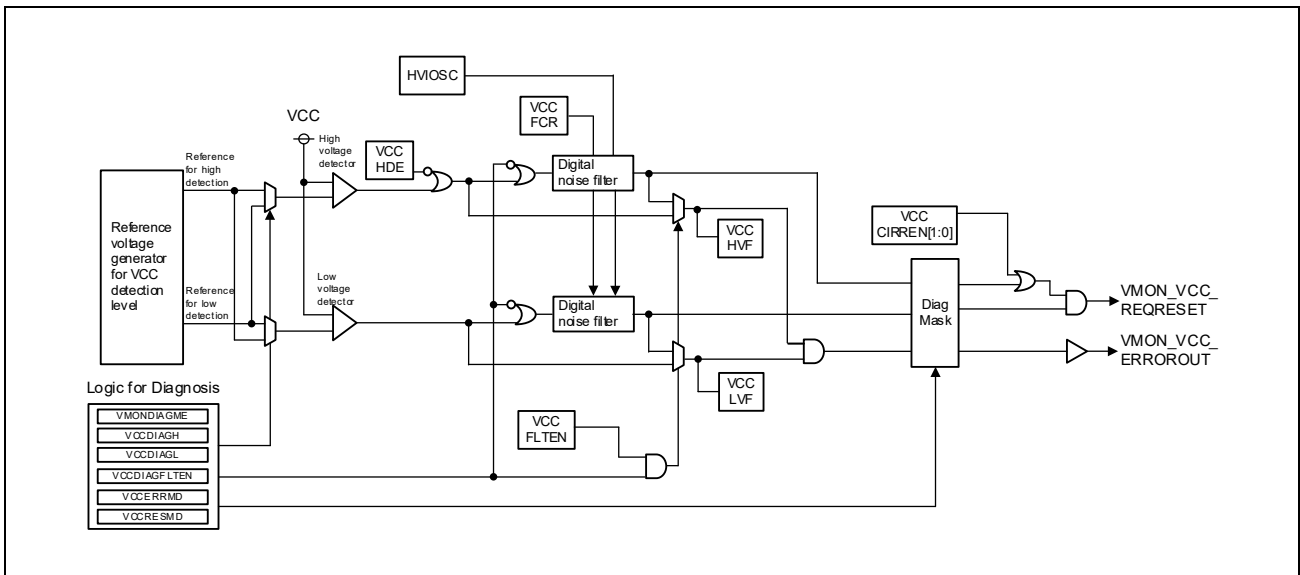 HVIOSC
VCC
FCR
VCC
High
voltage
detector
VCC
HDE
Reference
for high
detection
Digital
noise filter
Reference
voltage
generator
for VCC
detection
level
VCC
HVF
VCC
CIRREN[1:0]
Low
voltage
detector
Reference
for low
detection
Digital
noise filter
Diag
Mask
VMON_VCC_
REQRESET
VMON_VCC_
ERROROUT
VCC
LVF
Logic for Diagnosis
VMONDIAGME
VCCDIAGH
VCCDIAGL
VCCDIAGFLTEN
VCCERRMD
VCCRESMD
VCC
FLTEN